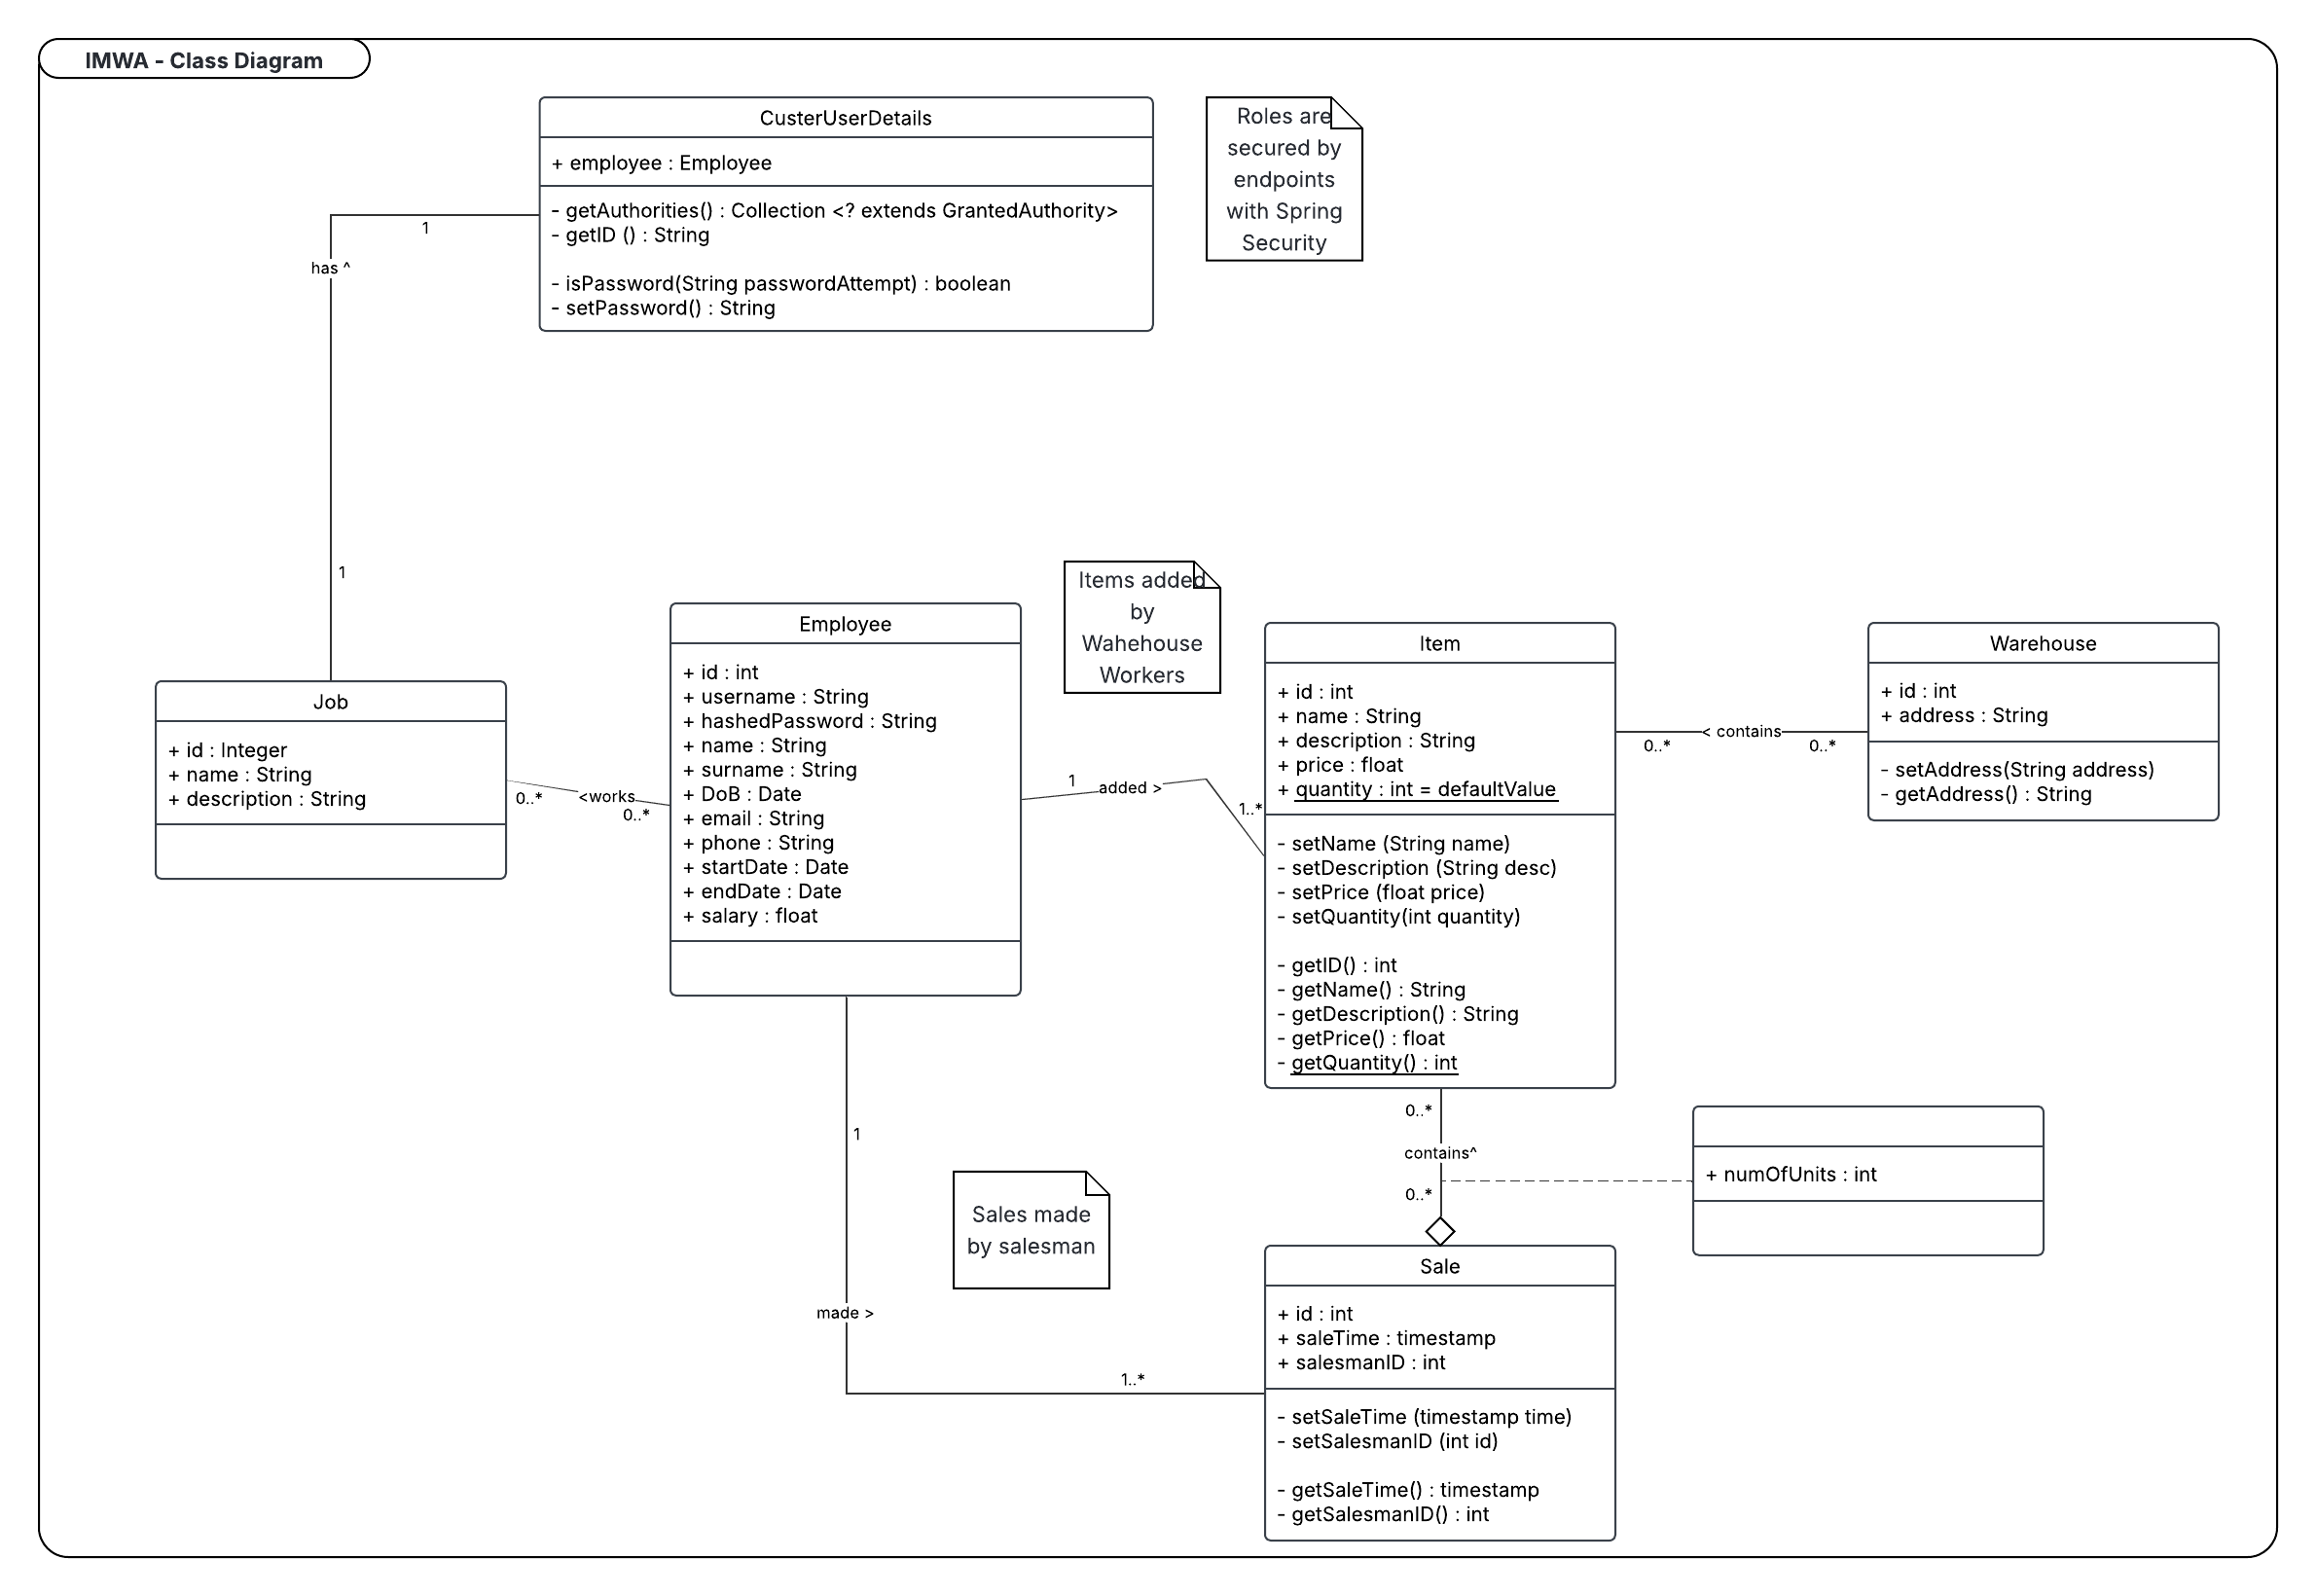 IMWA - Class Diagram
CusterUserDetails
+ employee : Employee
- getAuthorities() : Collection <? extends GrantedAuthority>
- getID () : String
- isPassword(String passwordAttempt) : boolean
- setPassword() : String
Roles are
secured by
endpoints
with Spring
Security
1
has ^
1
Items added
by
Wahehouse
Workers
Job
+ id : Integer
+ name : String
+ description : String
0..*
<works
0..*
Employee
+ id : int
+ username : String
+ hashedPassword : String
+ name : String
+ surname : String
+ DoB : Date
+ email : String
+ phone : String
+ startDate : Date
+ endDate : Date
+ salary : float
1
added >
1..*
Item
+ id : int
+ name : String
+ description : String
+ price : float
+ quantity : int = defaultValue
- setName (String name)
- setDescription (String desc)
- setPrice (float price)
- setQuantity(int quantity)
- getID() : int
- getName() : String
- getDescription() : String
- getPrice() : float
- getQuantity() : int
0..*
< contains
0..*
Warehouse
+ id : int
+ address : String
- setAddress(String address)
- getAddress() : String
0..*
contains^
0..*
+ numOfUnits : int
1
made >
1..*
Sales made
by salesman
Sale
+ id : int
+ saleTime : timestamp
+ salesmanID : int
- setSaleTime (timestamp time)
- setSalesmanID (int id)
- getSaleTime() : timestamp
- getSalesmanID() : int